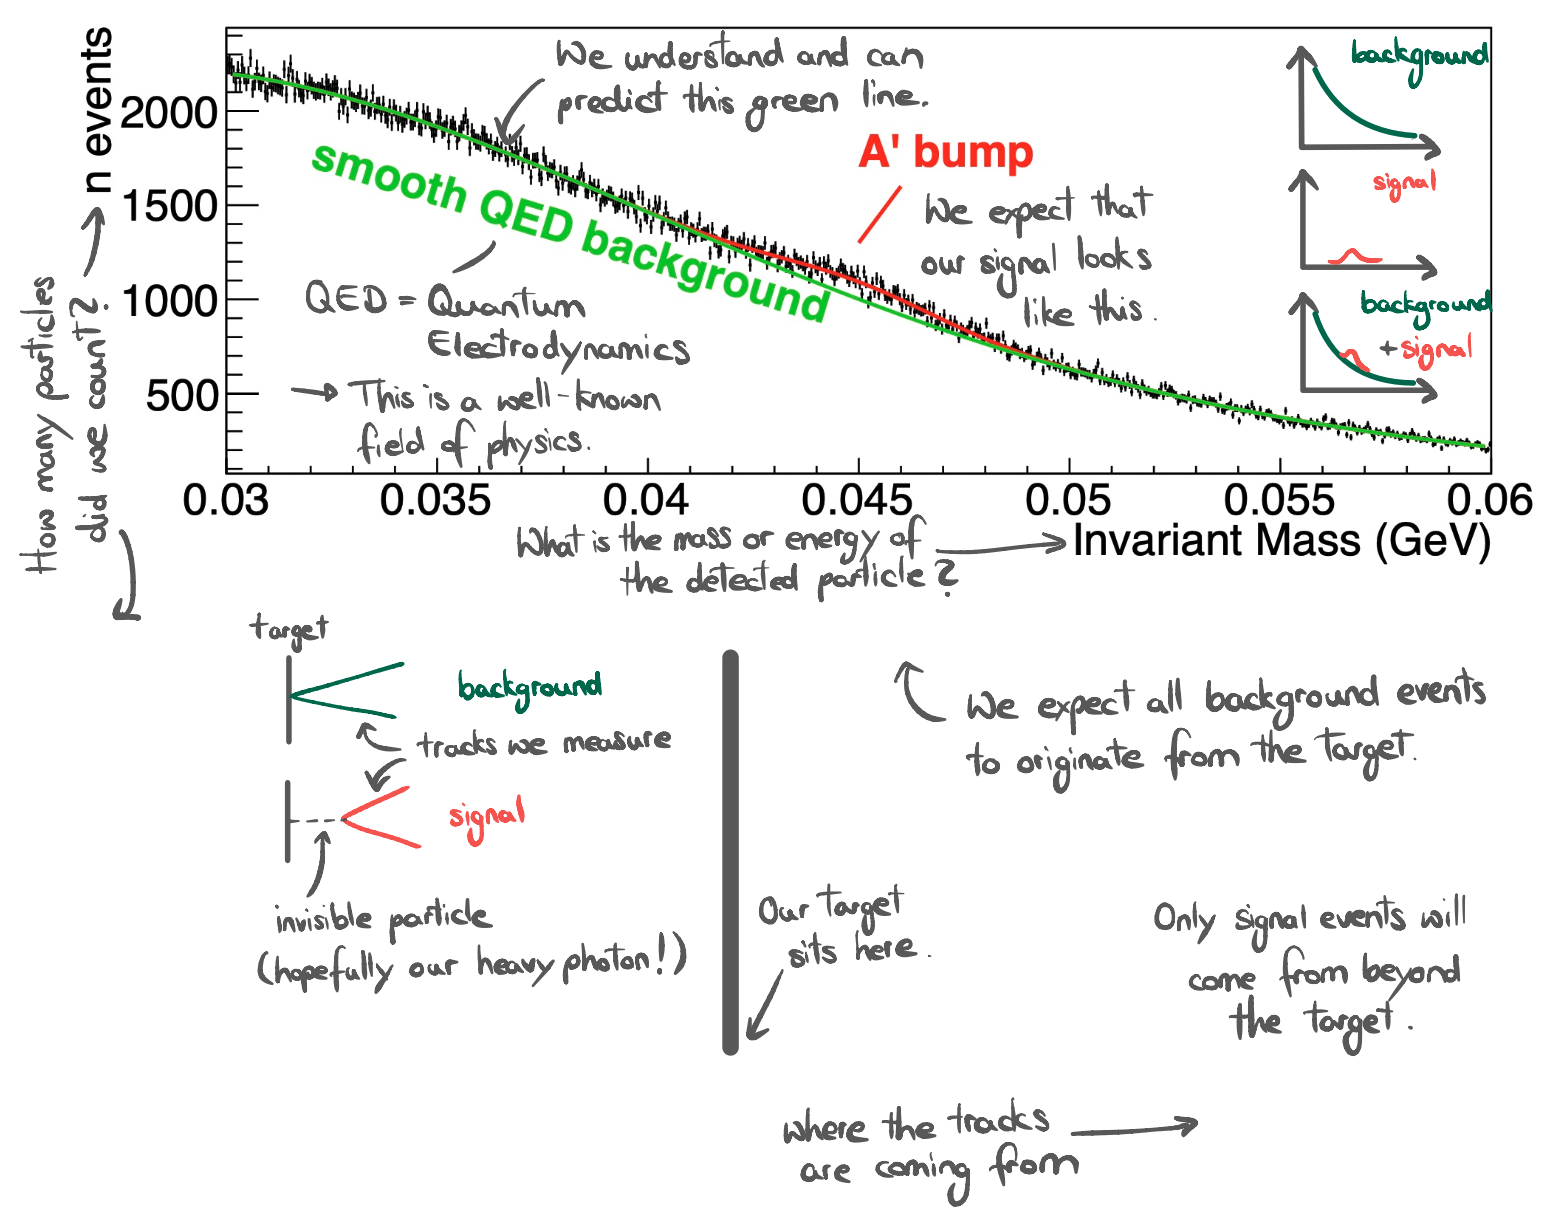 n events
2000
1500
1000
500
0.03 0.035 0.04 0.045 0.05 0.055 0.06
Invariant Mass (GeV)
We understand and can
predict this green line.
smooth QED background
A' bump
We expect that
our signal looks
like this.
QED = Quantum
Electrodynamics
This is a well-known
field of physics.
background
signal
background
+ signal
How many particles
did we count?
What is the mass or energy of
the detected particle?
target
background
tracks we measure
signal
invisible particle
(hopefully our heavy photon!)
We expect all background events
to originate from the target.
Our target
sits here.
Only signal events will
come from beyond
the target.
where the tracks
are coming from